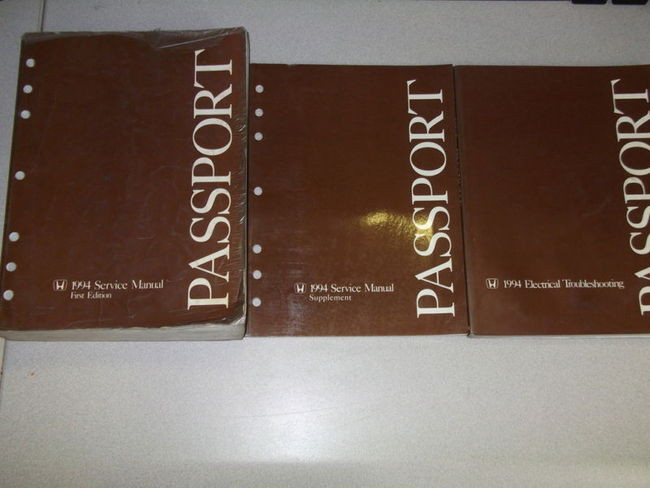 PASSPORT
1994 Service Manual
First Edition
PASSPORT
1994 Service Manual
Supplement
PASSPORT
1994 Electrical Troubleshooting